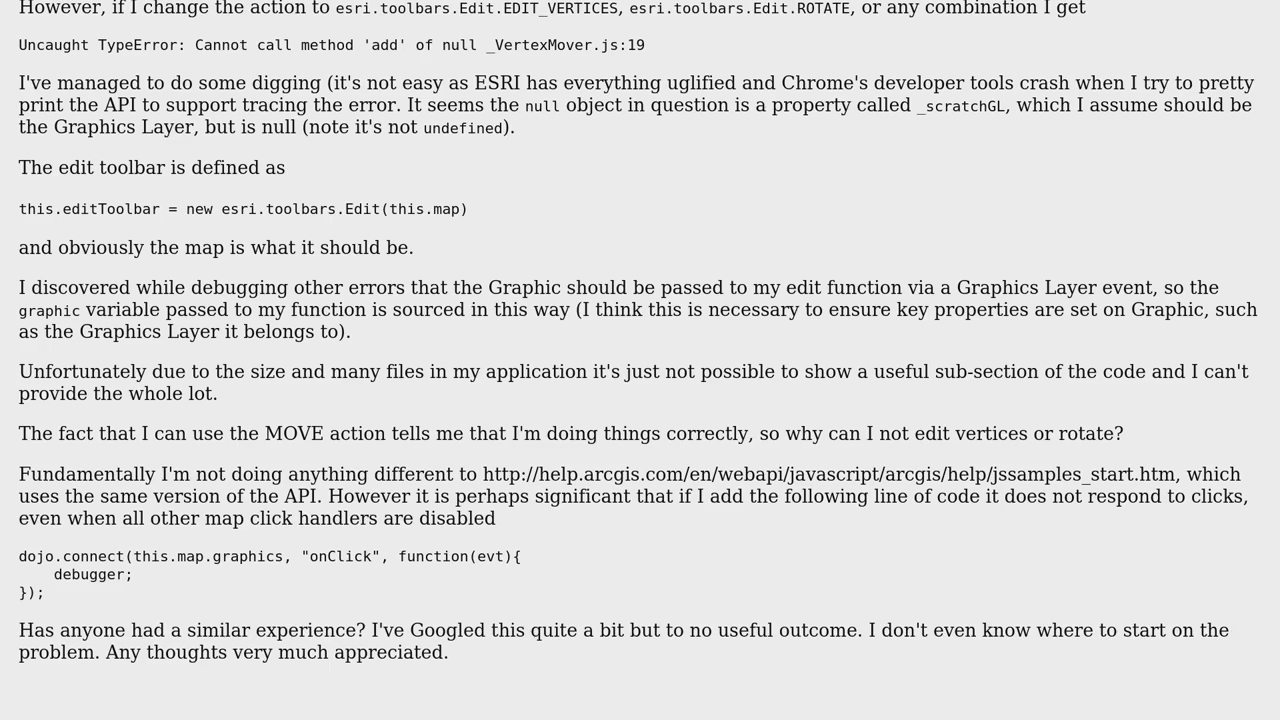 However, if I change the action to esri.toolbars.Edit.EDIT_VERTICES, esri.toolbars.Edit.ROTATE, or any combination I get
Uncaught TypeError: Cannot call method 'add' of null _VertexMover.js:19
I've managed to do some digging (it's not easy as ESRI has everything uglified and Chrome's developer tools crash when I try to pretty
print the API to support tracing the error. It seems the null object in question is a property called _scratchGL, which I assume should be
the Graphics Layer, but is null (note it's not undefined).
The edit toolbar is defined as
this.editToolbar = new esri.toolbars.Edit(this.map)
and obviously the map is what it should be.
I discovered while debugging other errors that the Graphic should be passed to my edit function via a Graphics Layer event, so the
graphic variable passed to my function is sourced in this way (I think this is necessary to ensure key properties are set on Graphic, such
as the Graphics Layer it belongs to).
Unfortunately due to the size and many files in my application it's just not possible to show a useful sub-section of the code and I can't
provide the whole lot.
The fact that I can use the MOVE action tells me that I'm doing things correctly, so why can I not edit vertices or rotate?
Fundamentally I'm not doing anything different to http://help.arcgis.com/en/webapi/javascript/arcgis/help/jssamples_start.htm, which
uses the same version of the API. However it is perhaps significant that if I add the following line of code it does not respond to clicks,
even when all other map click handlers are disabled
dojo.connect(this.map.graphics, "onClick", function(evt){
    debugger;
});
Has anyone had a similar experience? I've Googled this quite a bit but to no useful outcome. I don't even know where to start on the
problem. Any thoughts very much appreciated.